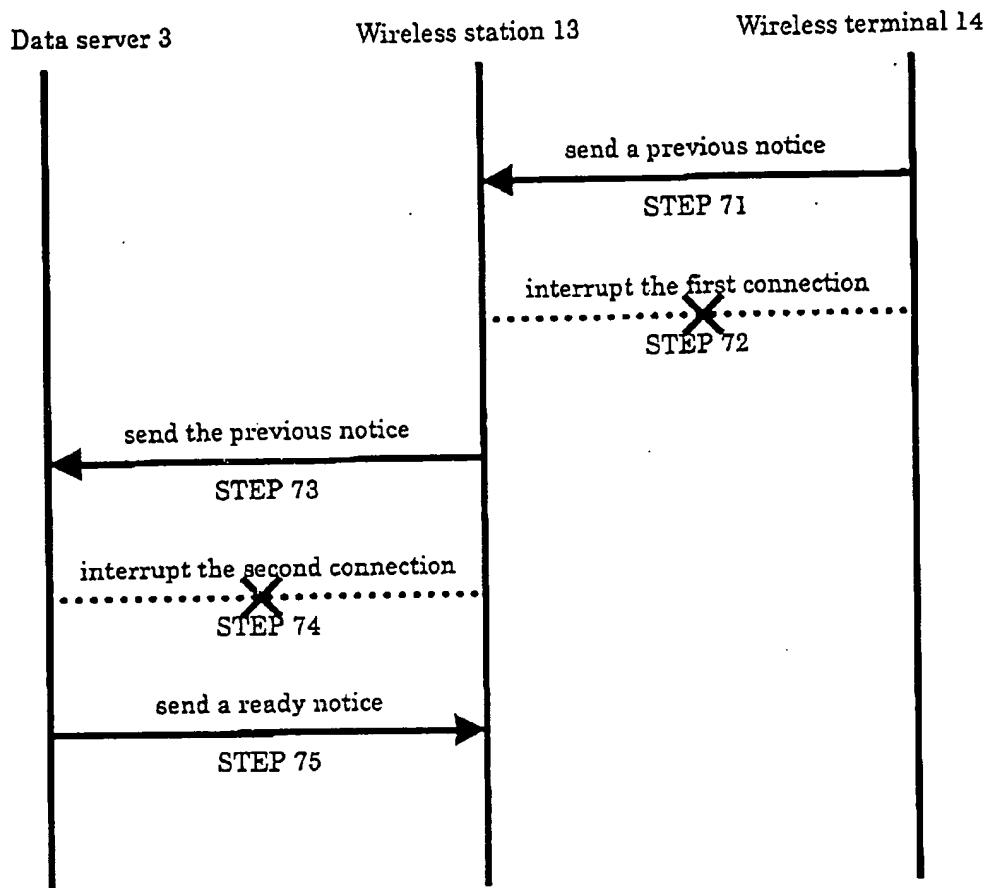 Data server 3
Wireless station 13
Wireless terminal 14
send a previous notice
STEP 71
interrupt the first connection
STEP 72
send the previous notice
STEP 73
interrupt the second connection
STEP 74
send a ready notice
STEP 75